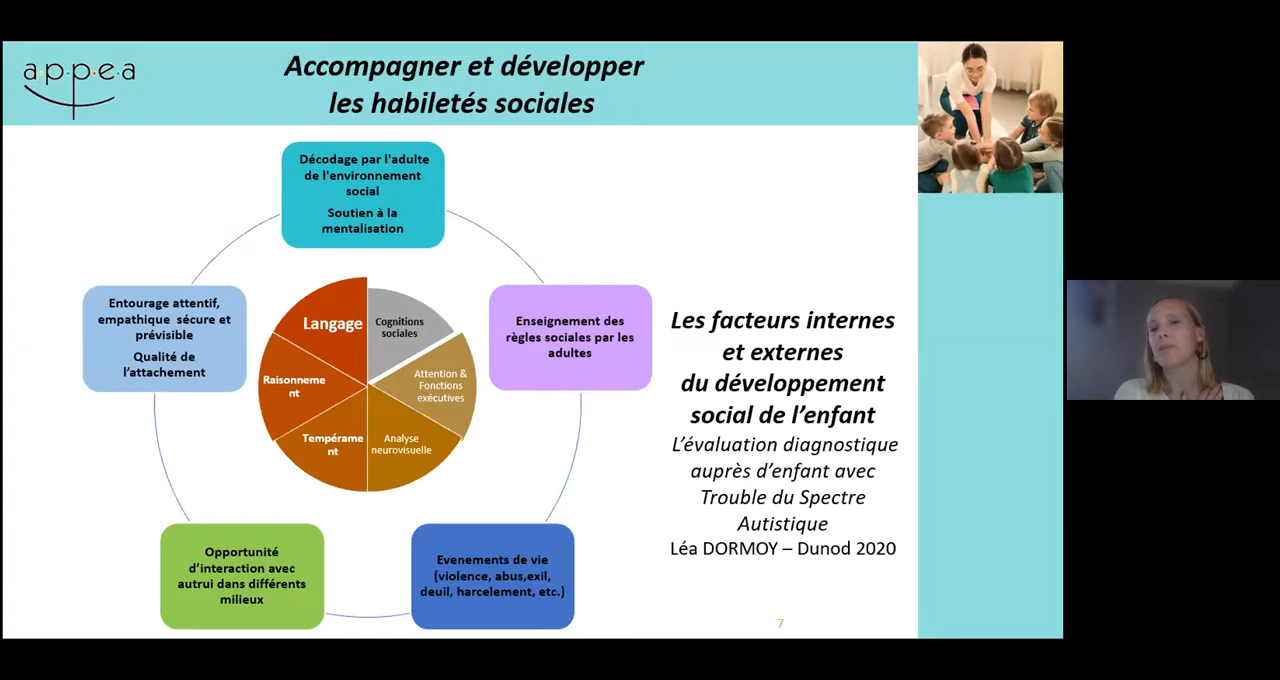 a·p·p·e·a
Accompagner et développer
les habiletés sociales
Décodage par l'adulte
de l'environnement
social
Soutien à la
mentalisation
Entourage attentif,
empathique sécure et
prévisible
Qualité de
l’attachement
Enseignement des
règles sociales par les
adultes
Langage
Cognitions
sociales
Raisonneme
nt
Attention &
Fonctions
exécutives
Tempérame
nt
Analyse
neurovisuelle
Opportunité
d’interaction avec
autrui dans différents
milieux
Evenements de vie
(violence, abus,exil,
deuil, harcelement, etc.)
Les facteurs internes
et externes
du développement
social de l’enfant
L’évaluation diagnostique
auprès d’enfant avec
Trouble du Spectre
Autistique
Léa DORMOY – Dunod 2020
7